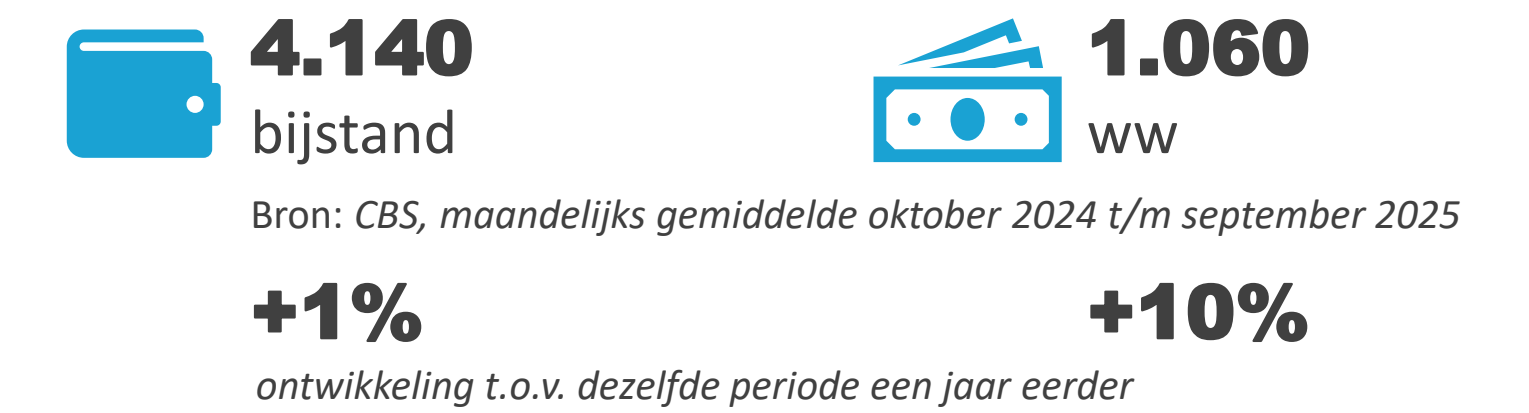 4.140 1.060
bijstand ww
Bron: CBS, maandelijks gemiddelde oktober 2024 t/m september 2025
+1% +10%
ontwikkeling t.o.v. dezelfde periode een jaar eerder